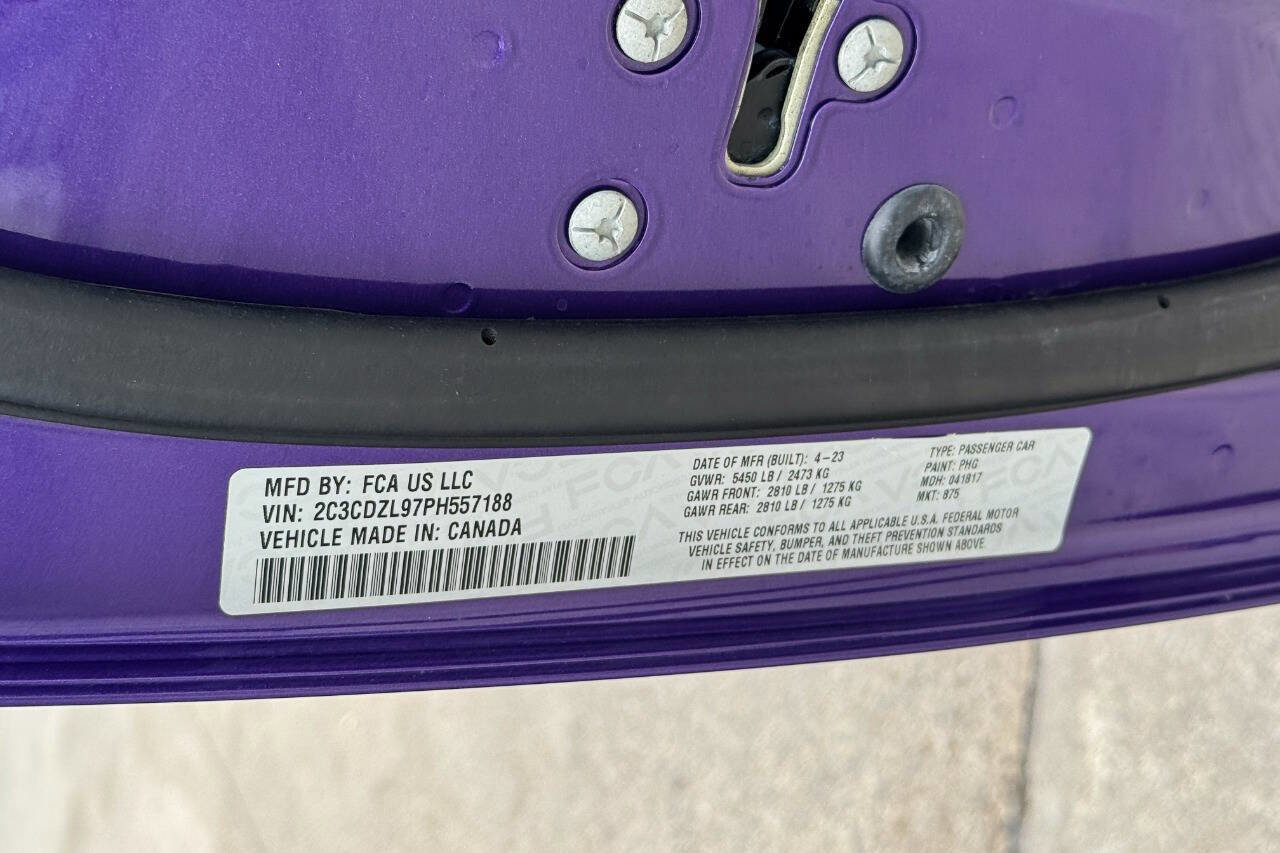 MFD BY: FCA US LLC
VIN: 2C3CDZL97PH557188
VEHICLE MADE IN: CANADA
DATE OF MFR (BUILT): 4-23
GVWR: 5450 LB / 2473 KG
GAWR FRONT: 2810 LB / 1275 KG
GAWR REAR: 2810 LB / 1275 KG
TYPE: PASSENGER CAR
PAINT: PHG
MDH: 041817
MKT: 875
THIS VEHICLE CONFORMS TO ALL APPLICABLE U.S.A. FEDERAL MOTOR
VEHICLE SAFETY, BUMPER, AND THEFT PREVENTION STANDARDS
IN EFFECT ON THE DATE OF MANUFACTURE SHOWN ABOVE.